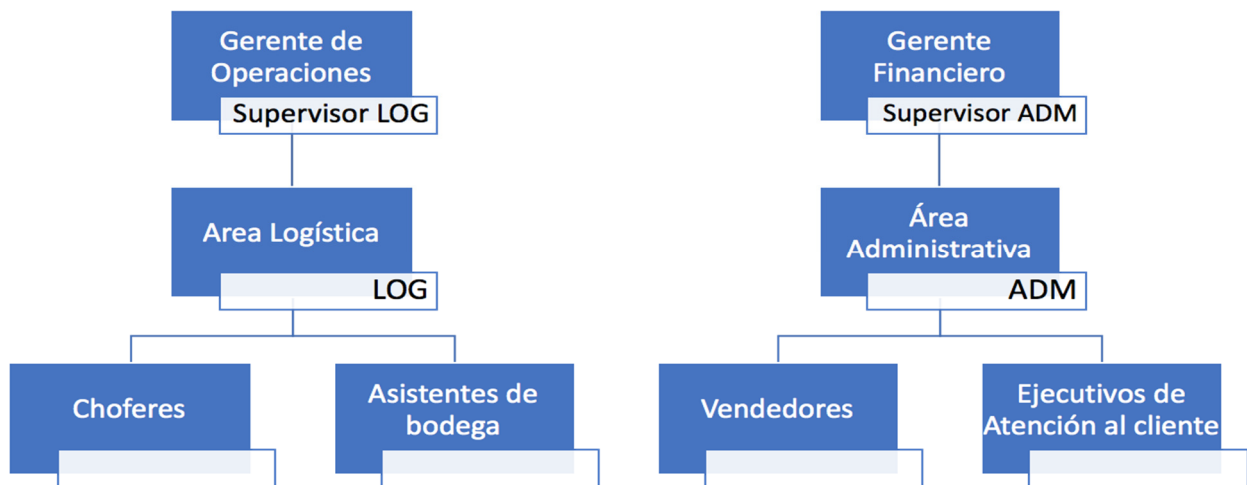 Gerente de
Operaciones
Supervisor LOG
Gerente
Financiero
Supervisor ADM
Area Logística
LOG
Área
Administrativa
ADM
Choferes
Asistentes de
bodega
Vendedores
Ejecutivos de
Atención al cliente